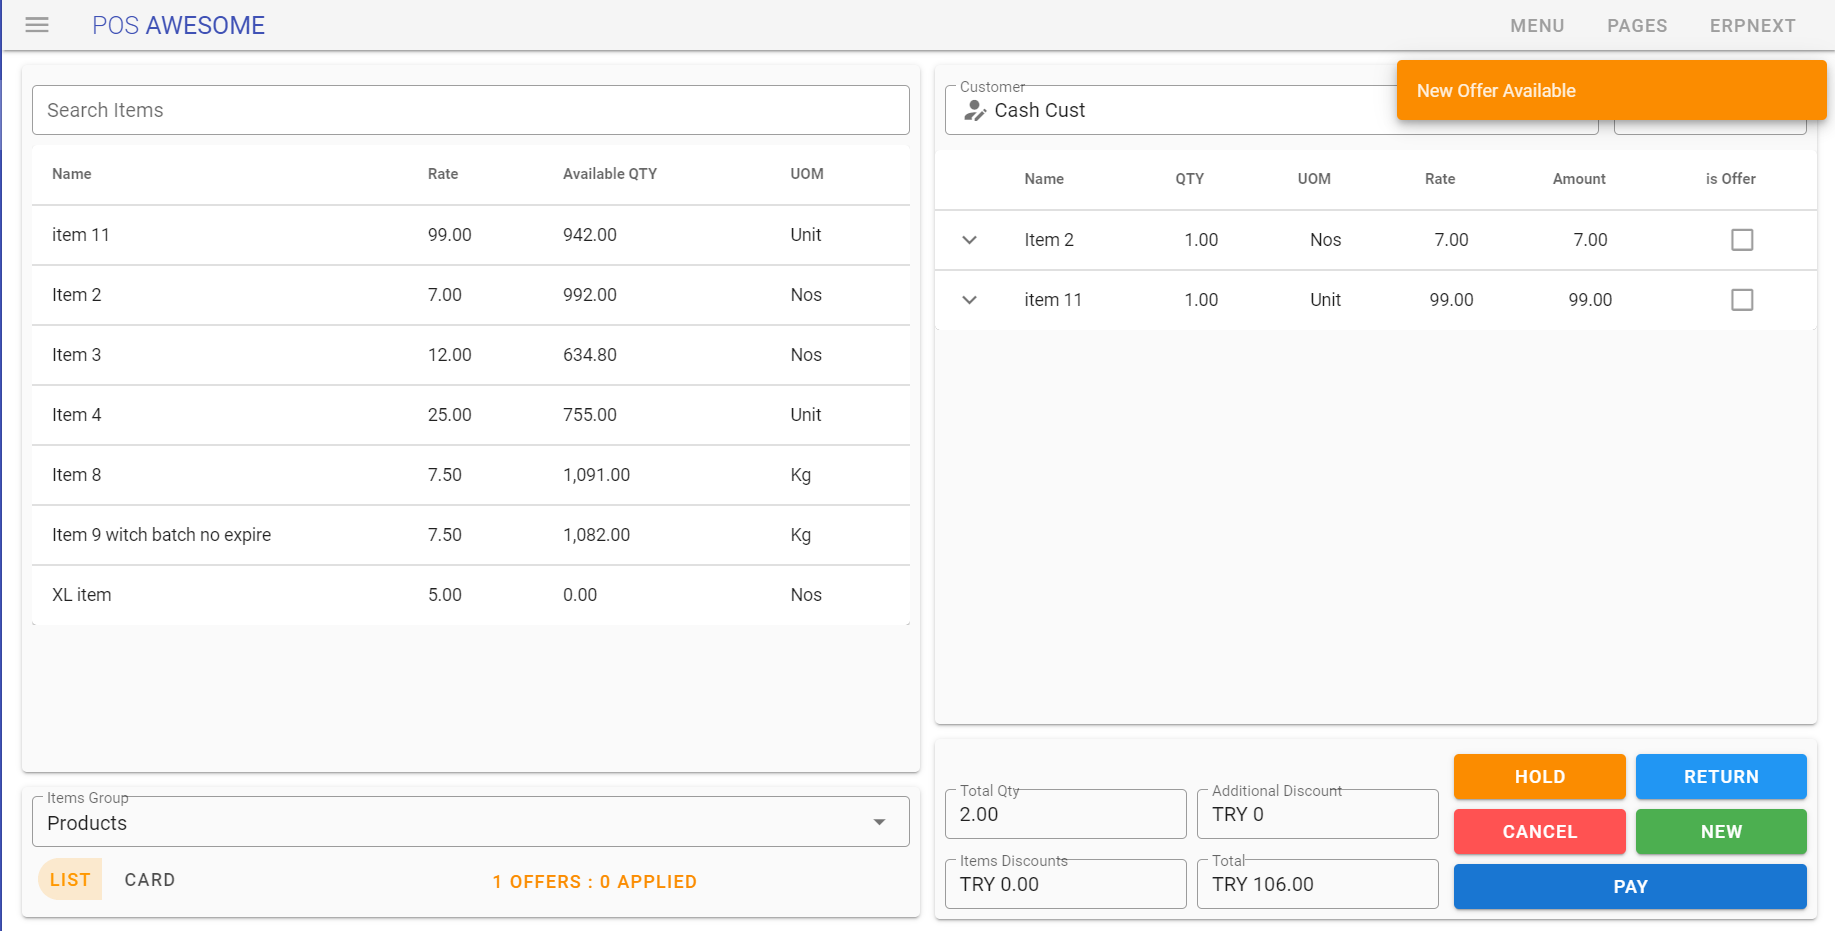 POS AWESOME
MENU PAGES ERPNEXT
New Offer Available
Search Items
Name Rate Available QTY UOM
item 11 99.00 942.00 Unit
Item 2 7.00 992.00 Nos
Item 3 12.00 634.80 Nos
Item 4 25.00 755.00 Unit
Item 8 7.50 1,091.00 Kg
Item 9 witch batch no expire 7.50 1,082.00 Kg
XL item 5.00 0.00 Nos
Items Group
Products
LIST CARD 1 OFFERS : 0 APPLIED
Customer
Cash Cust
Name QTY UOM Rate Amount is Offer
Item 2 1.00 Nos 7.00 7.00
item 11 1.00 Unit 99.00 99.00
Total Qty
2.00
Additional Discount
TRY 0
Items Discounts
TRY 0.00
Total
TRY 106.00
HOLD RETURN
CANCEL NEW
PAY